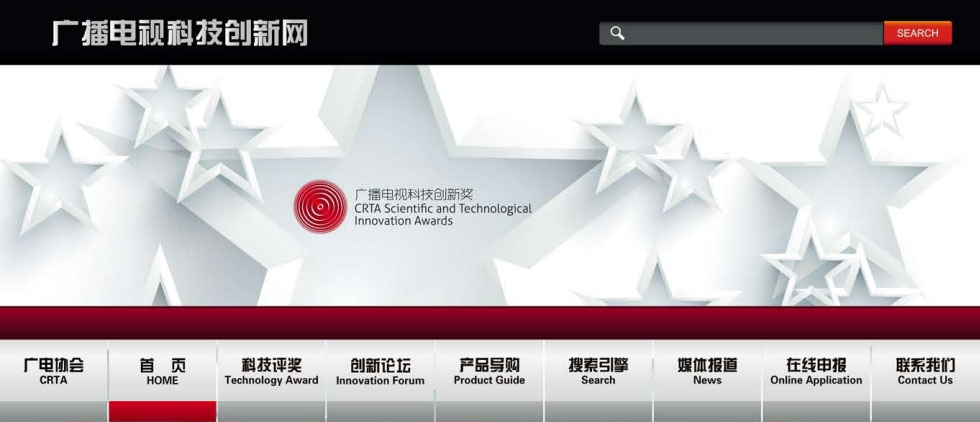 广播电视科技创新网
SEARCH
广播电视科技创新奖
CRTA Scientific and Technological
Innovation Awards
广电协会
CRTA
首 页
HOME
科技评奖
Technology Award
创新论坛
Innovation Forum
产品导购
Product Guide
搜索引擎
Search
媒体报道
News
在线申报
Online Application
联系我们
Contact Us